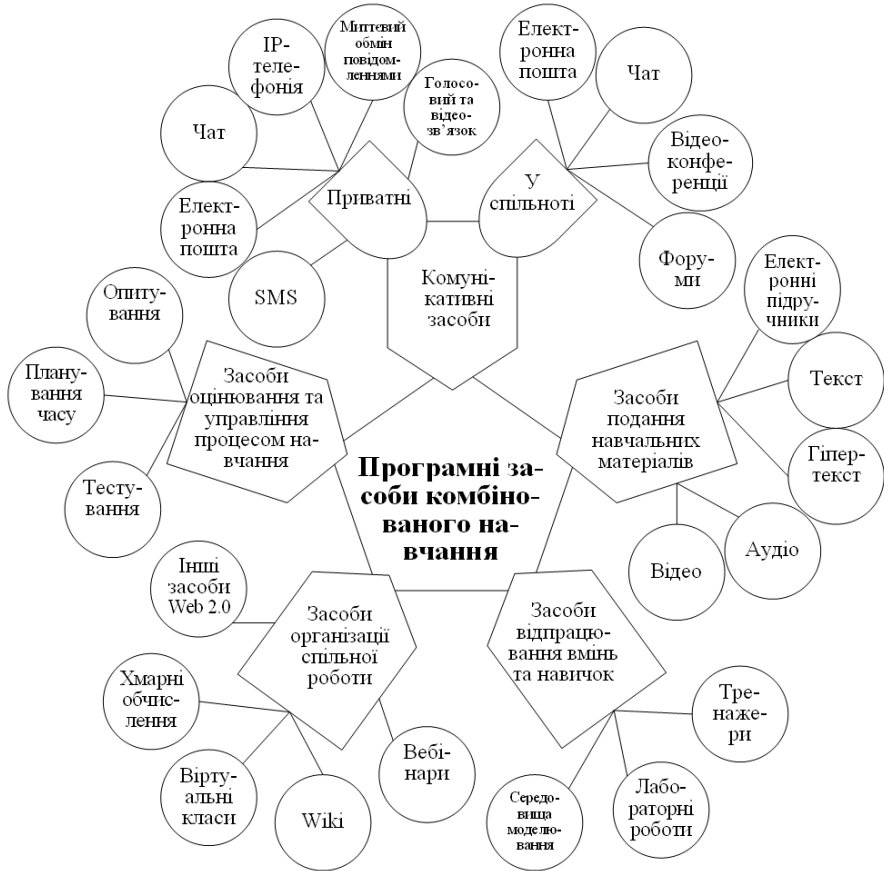 IP-
теле-
фонія
Миттєвий
обмін
повідом-
леннями
Голосо-
вий та
відео-
зв’язок
Чат
Елект-
ронна
пошта
SMS
Приватні
Елект-
ронна
пошта
Чат
Відео-
конфе-
ренції
Фору-
ми
У
спільноті
Комуні-
кативні
засоби
Опиту-
вання
Плану-
вання
часу
Тесту-
вання
Засоби
оцінювання та
управління
процесом на-
вчання
Засоби
подання
навчальних
матеріалів
Елект-
ронні
підру-
чники
Текст
Гіпер-
текст
Аудіо
Відео
Програмні за-
соби комбіно-
ваного на-
вчання
Інші
засоби
Web 2.0
Хмарні
обчис-
лення
Вірту-
альні
класи
Wiki
Вебі-
нари
Засоби
організації
спільної
роботи
Засоби
відпрацю-
вання вмінь
та навичок
Тре-
наже-
ри
Лабо-
раторні
роботи
Середо-
вища
моделю-
вання